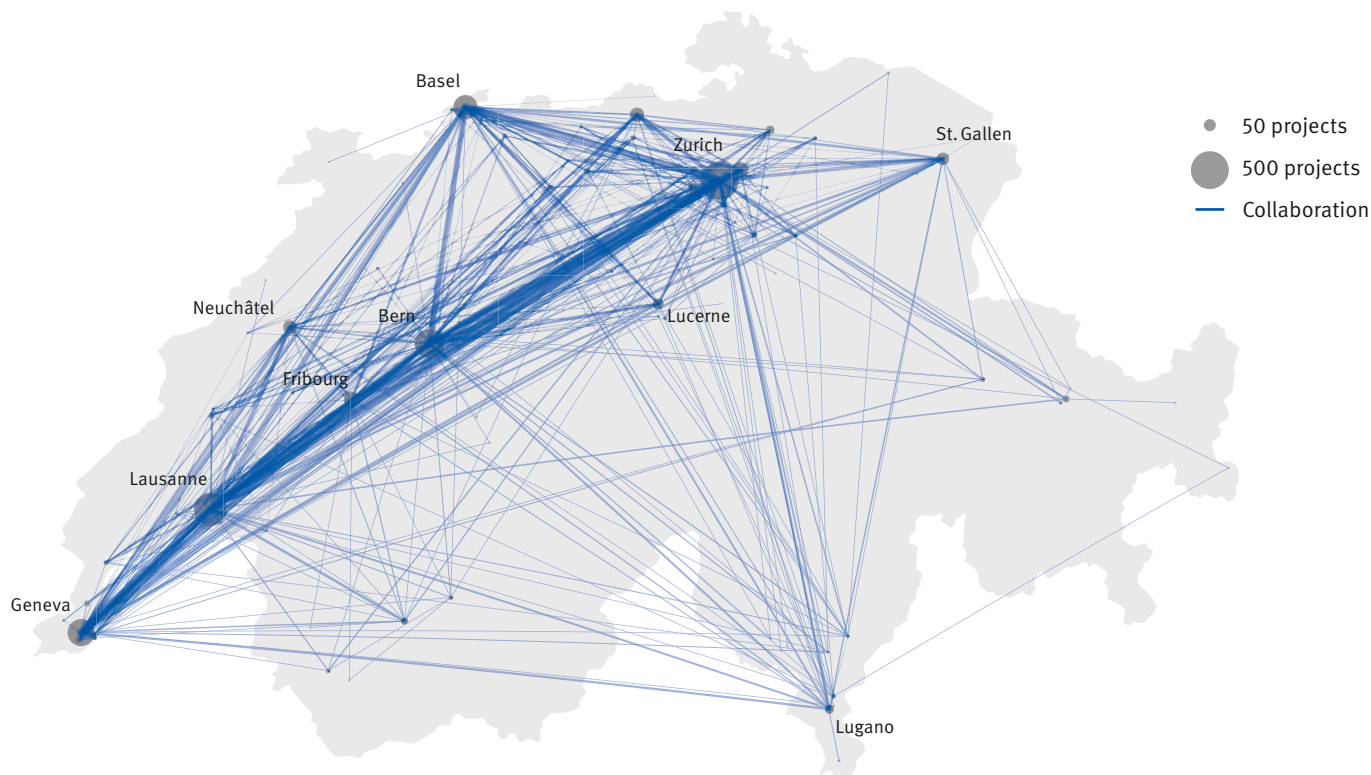 Basel
Zurich
St. Gallen
50 projects
500 projects
Collaboration
Neuchâtel
Bern
Lucerne
Fribourg
Lausanne
Geneva
Lugano